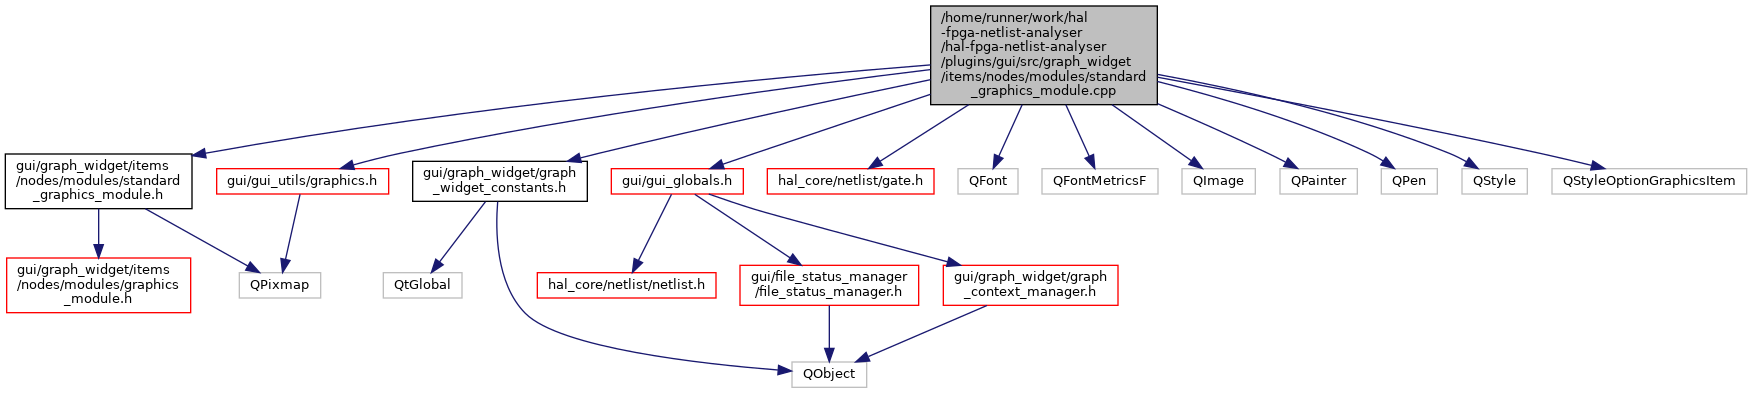 /home/runner/work/hal
-fpga-netlist-analyser
/hal-fpga-netlist-analyser
/plugins/gui/src/graph_widget
/items/nodes/modules/standard
_graphics_module.cpp
gui/graph_widget/items
/nodes/modules/standard
_graphics_module.h
gui/gui_utils/graphics.h
gui/graph_widget/graph
_widget_constants.h
gui/gui_globals.h
hal_core/netlist/gate.h
QFont
QFontMetricsF
QImage
QPainter
QPen
QStyle
QStyleOptionGraphicsItem
gui/graph_widget/items
/nodes/modules/graphics
_module.h
QPixmap
QtGlobal
hal_core/netlist/netlist.h
gui/file_status_manager
/file_status_manager.h
gui/graph_widget/graph
_context_manager.h
QObject